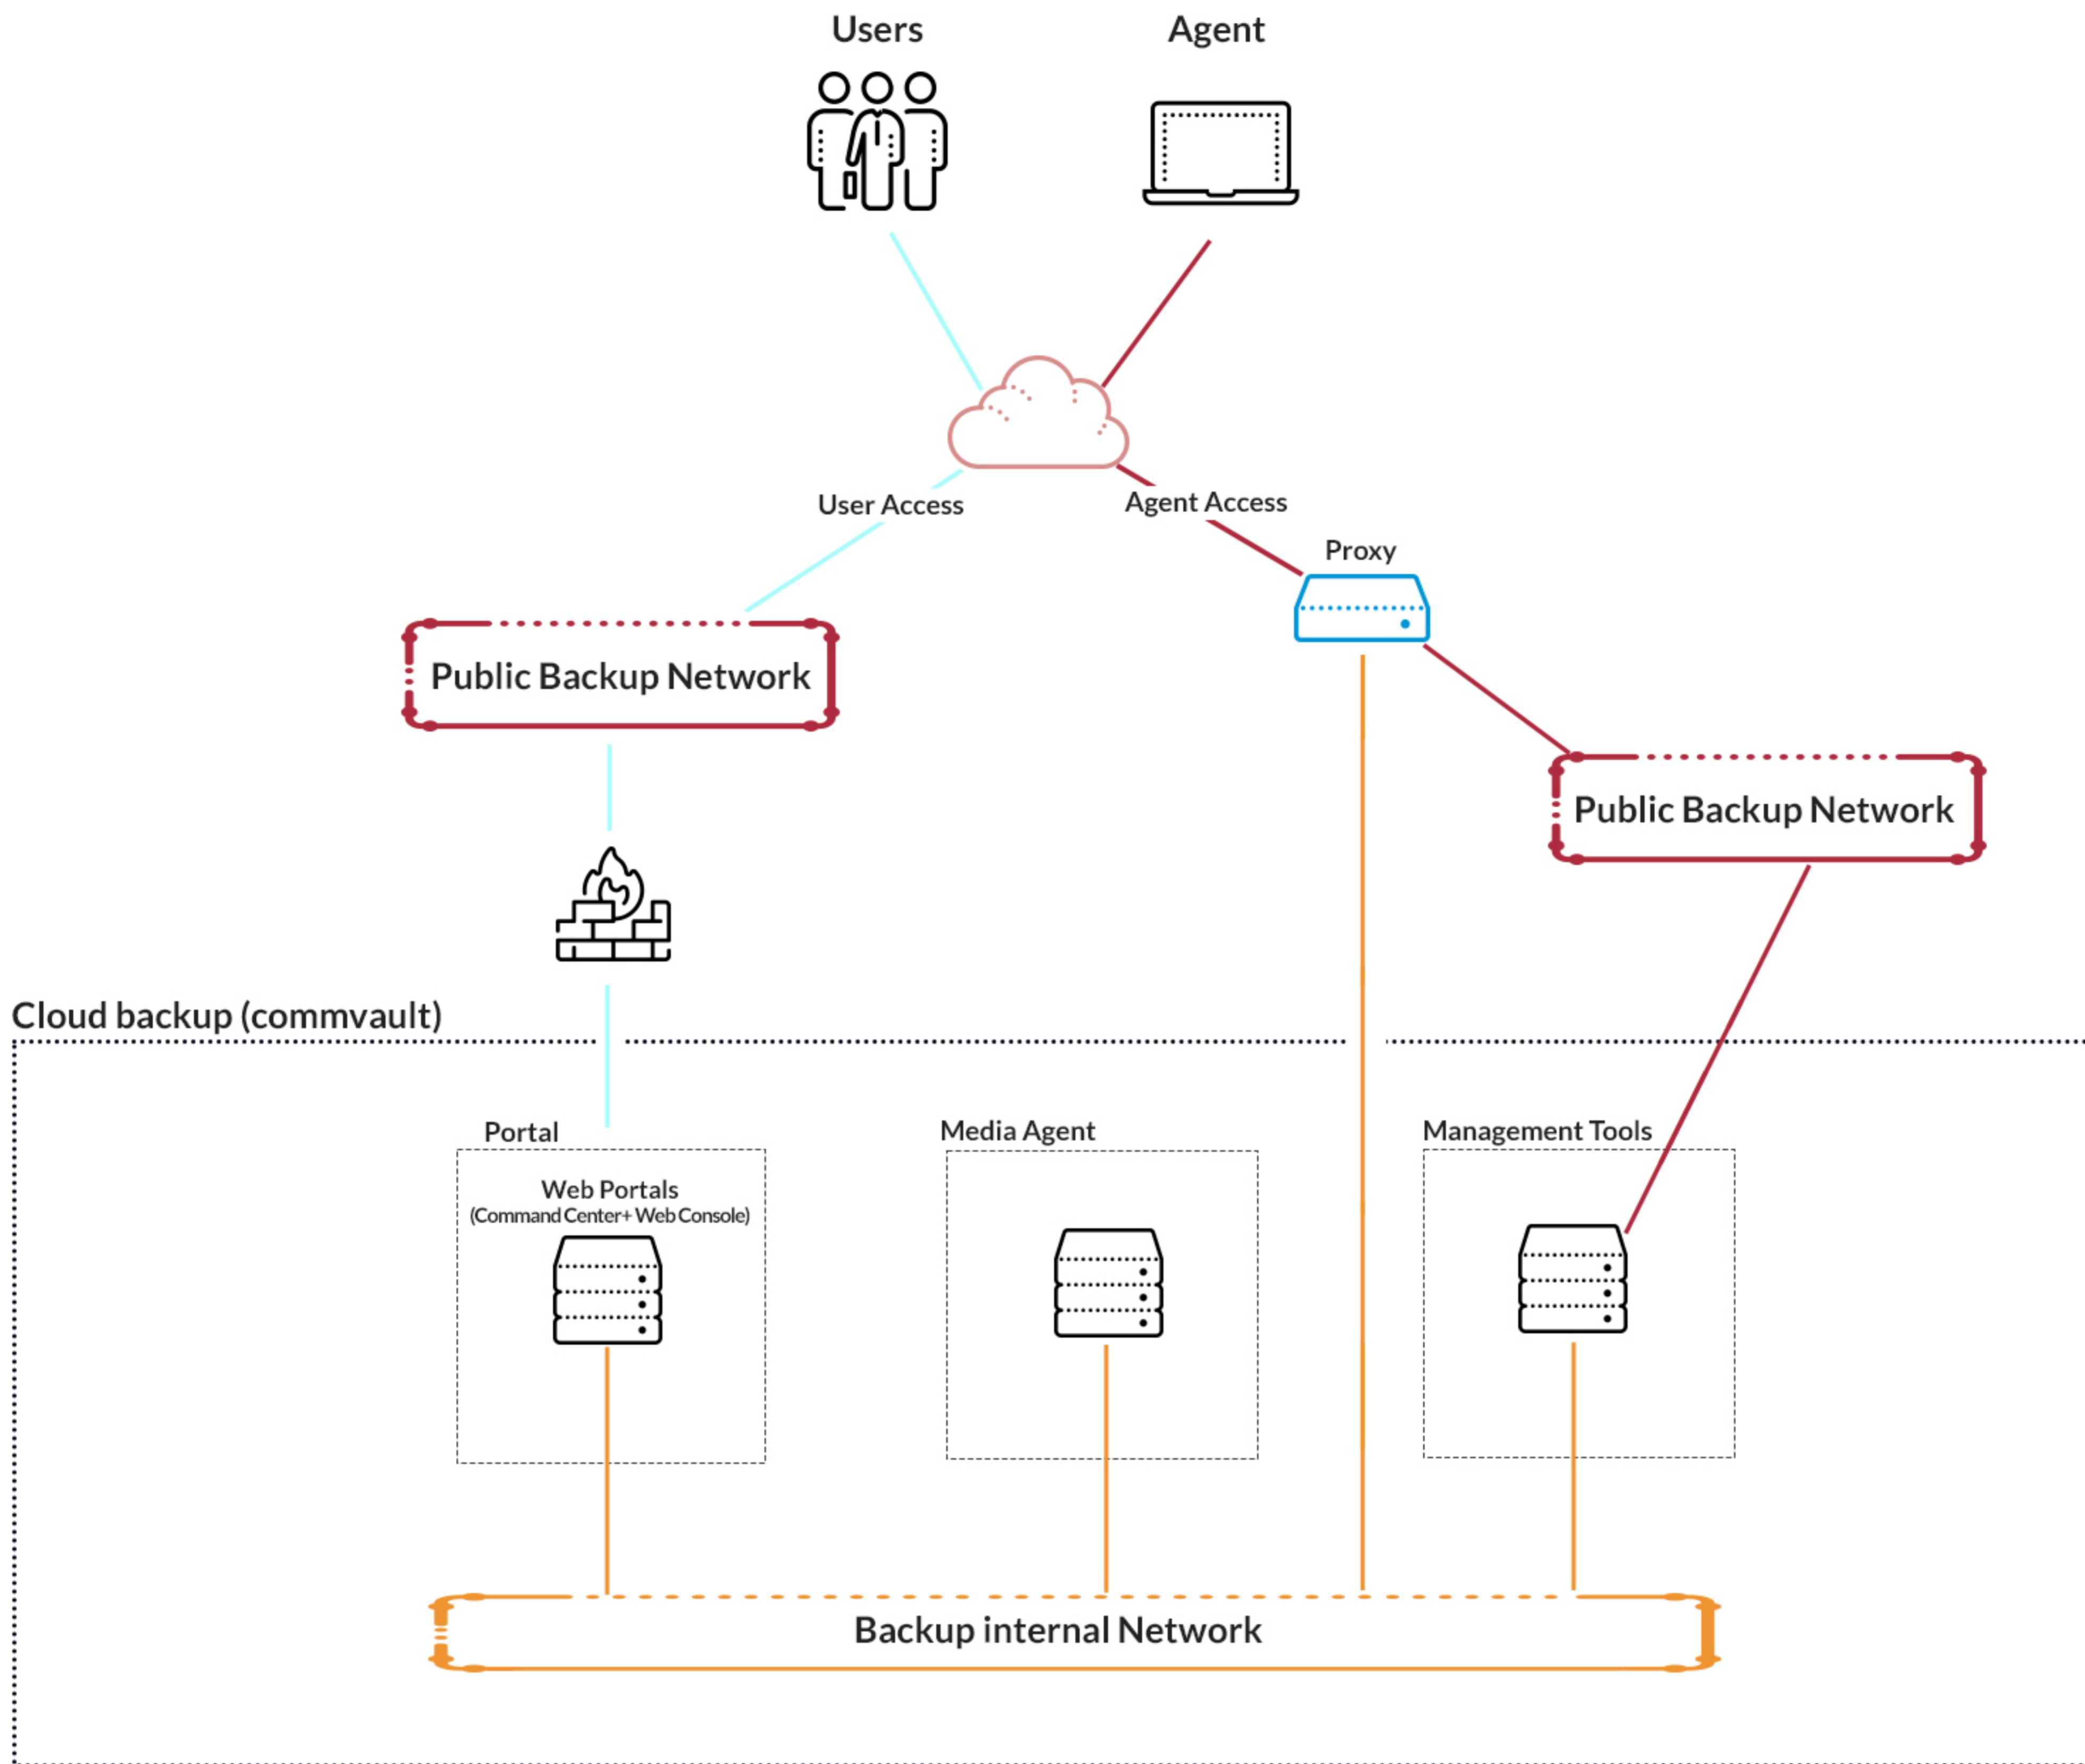 Users
Agent
User Access
Agent Access
Proxy
Public Backup Network
Public Backup Network
Cloud backup (commvault)
Portal
Media Agent
Management Tools
Web Portals
(Command Center+ Web Console)
Backup internal Network